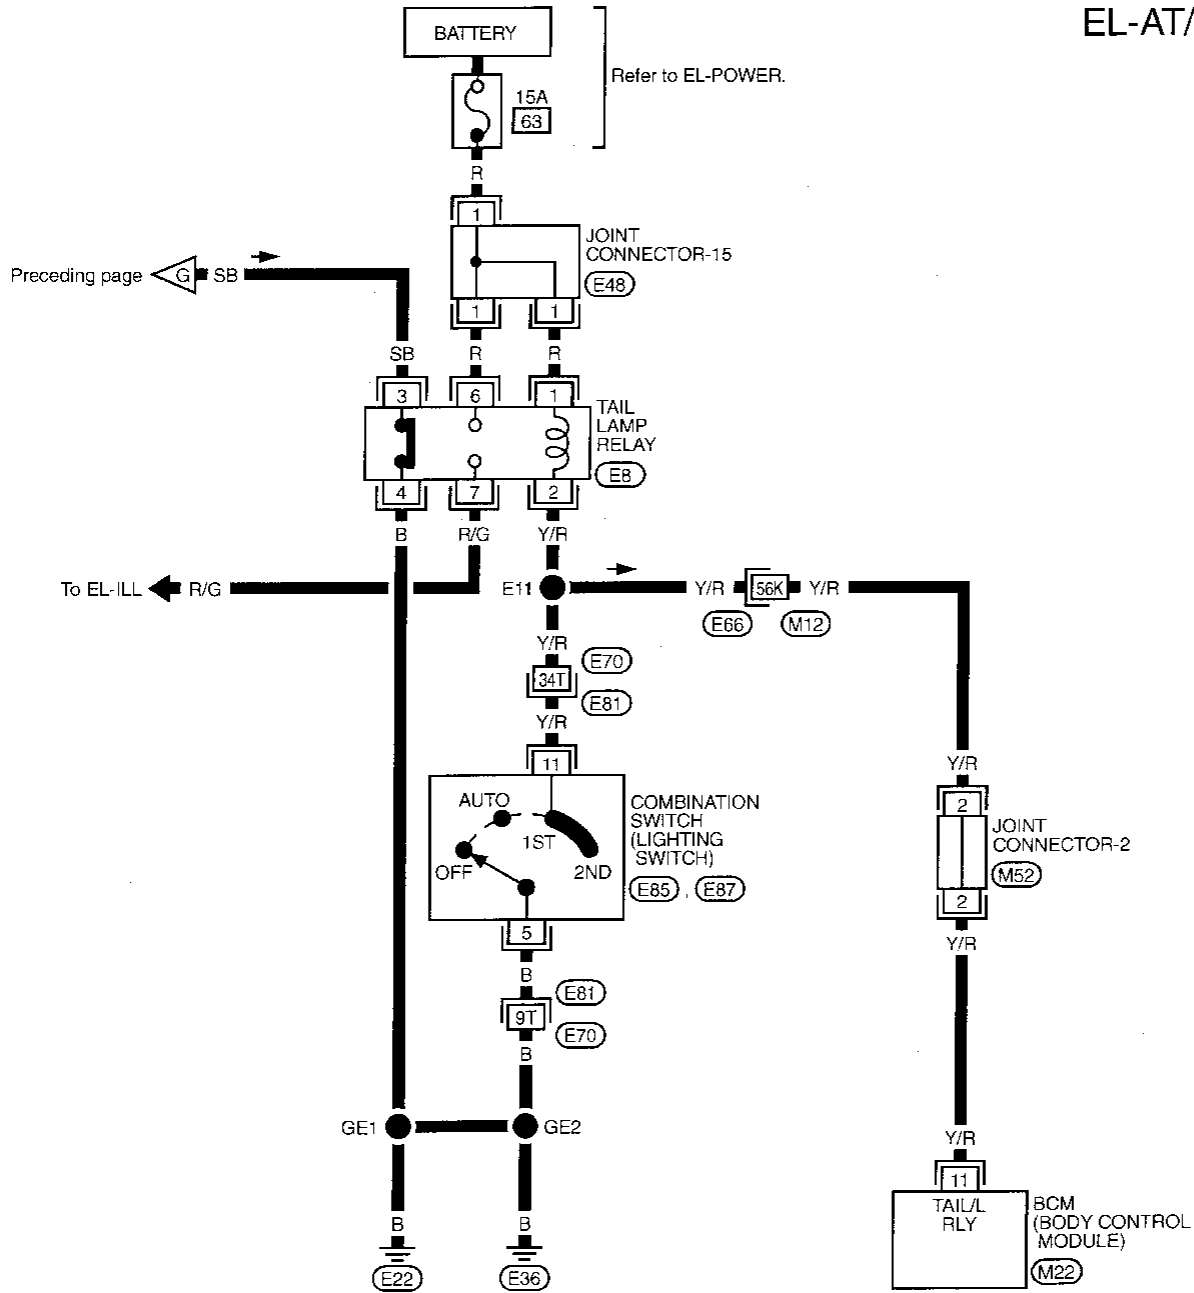 EL-AT/
BATTERY
Refer to EL-POWER.
15A
63
R
1
JOINT
CONNECTOR-15
E48
Preceding page
G
SB
1
1
SB
R
R
3
6
1
TAIL
LAMP
RELAY
E8
4
7
2
B
R/G
Y/R
To EL-ILL
R/G
E11
Y/R
56K
Y/R
E66
M12
Y/R
E70
34T
E81
Y/R
11
Y/R
AUTO
1ST
OFF
2ND
COMBINATION
SWITCH
(LIGHTING
SWITCH)
E85 , E87
2
JOINT
CONNECTOR-2
M52
2
Y/R
5
B
E81
9T
E70
B
GE1
GE2
Y/R
11
TAIL/L
RLY
BCM
(BODY CONTROL
MODULE)
M22
B
B
E22
E36